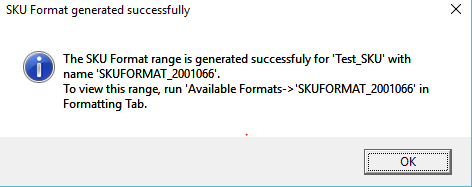 SKU Format generated successfully
The SKU Format range is generated successfuly for 'Test_SKU' with
name 'SKUFORMAT_2001066'.
To view this range, run 'Available Formats->'SKUFORMAT_2001066' in
Formatting Tab.
OK